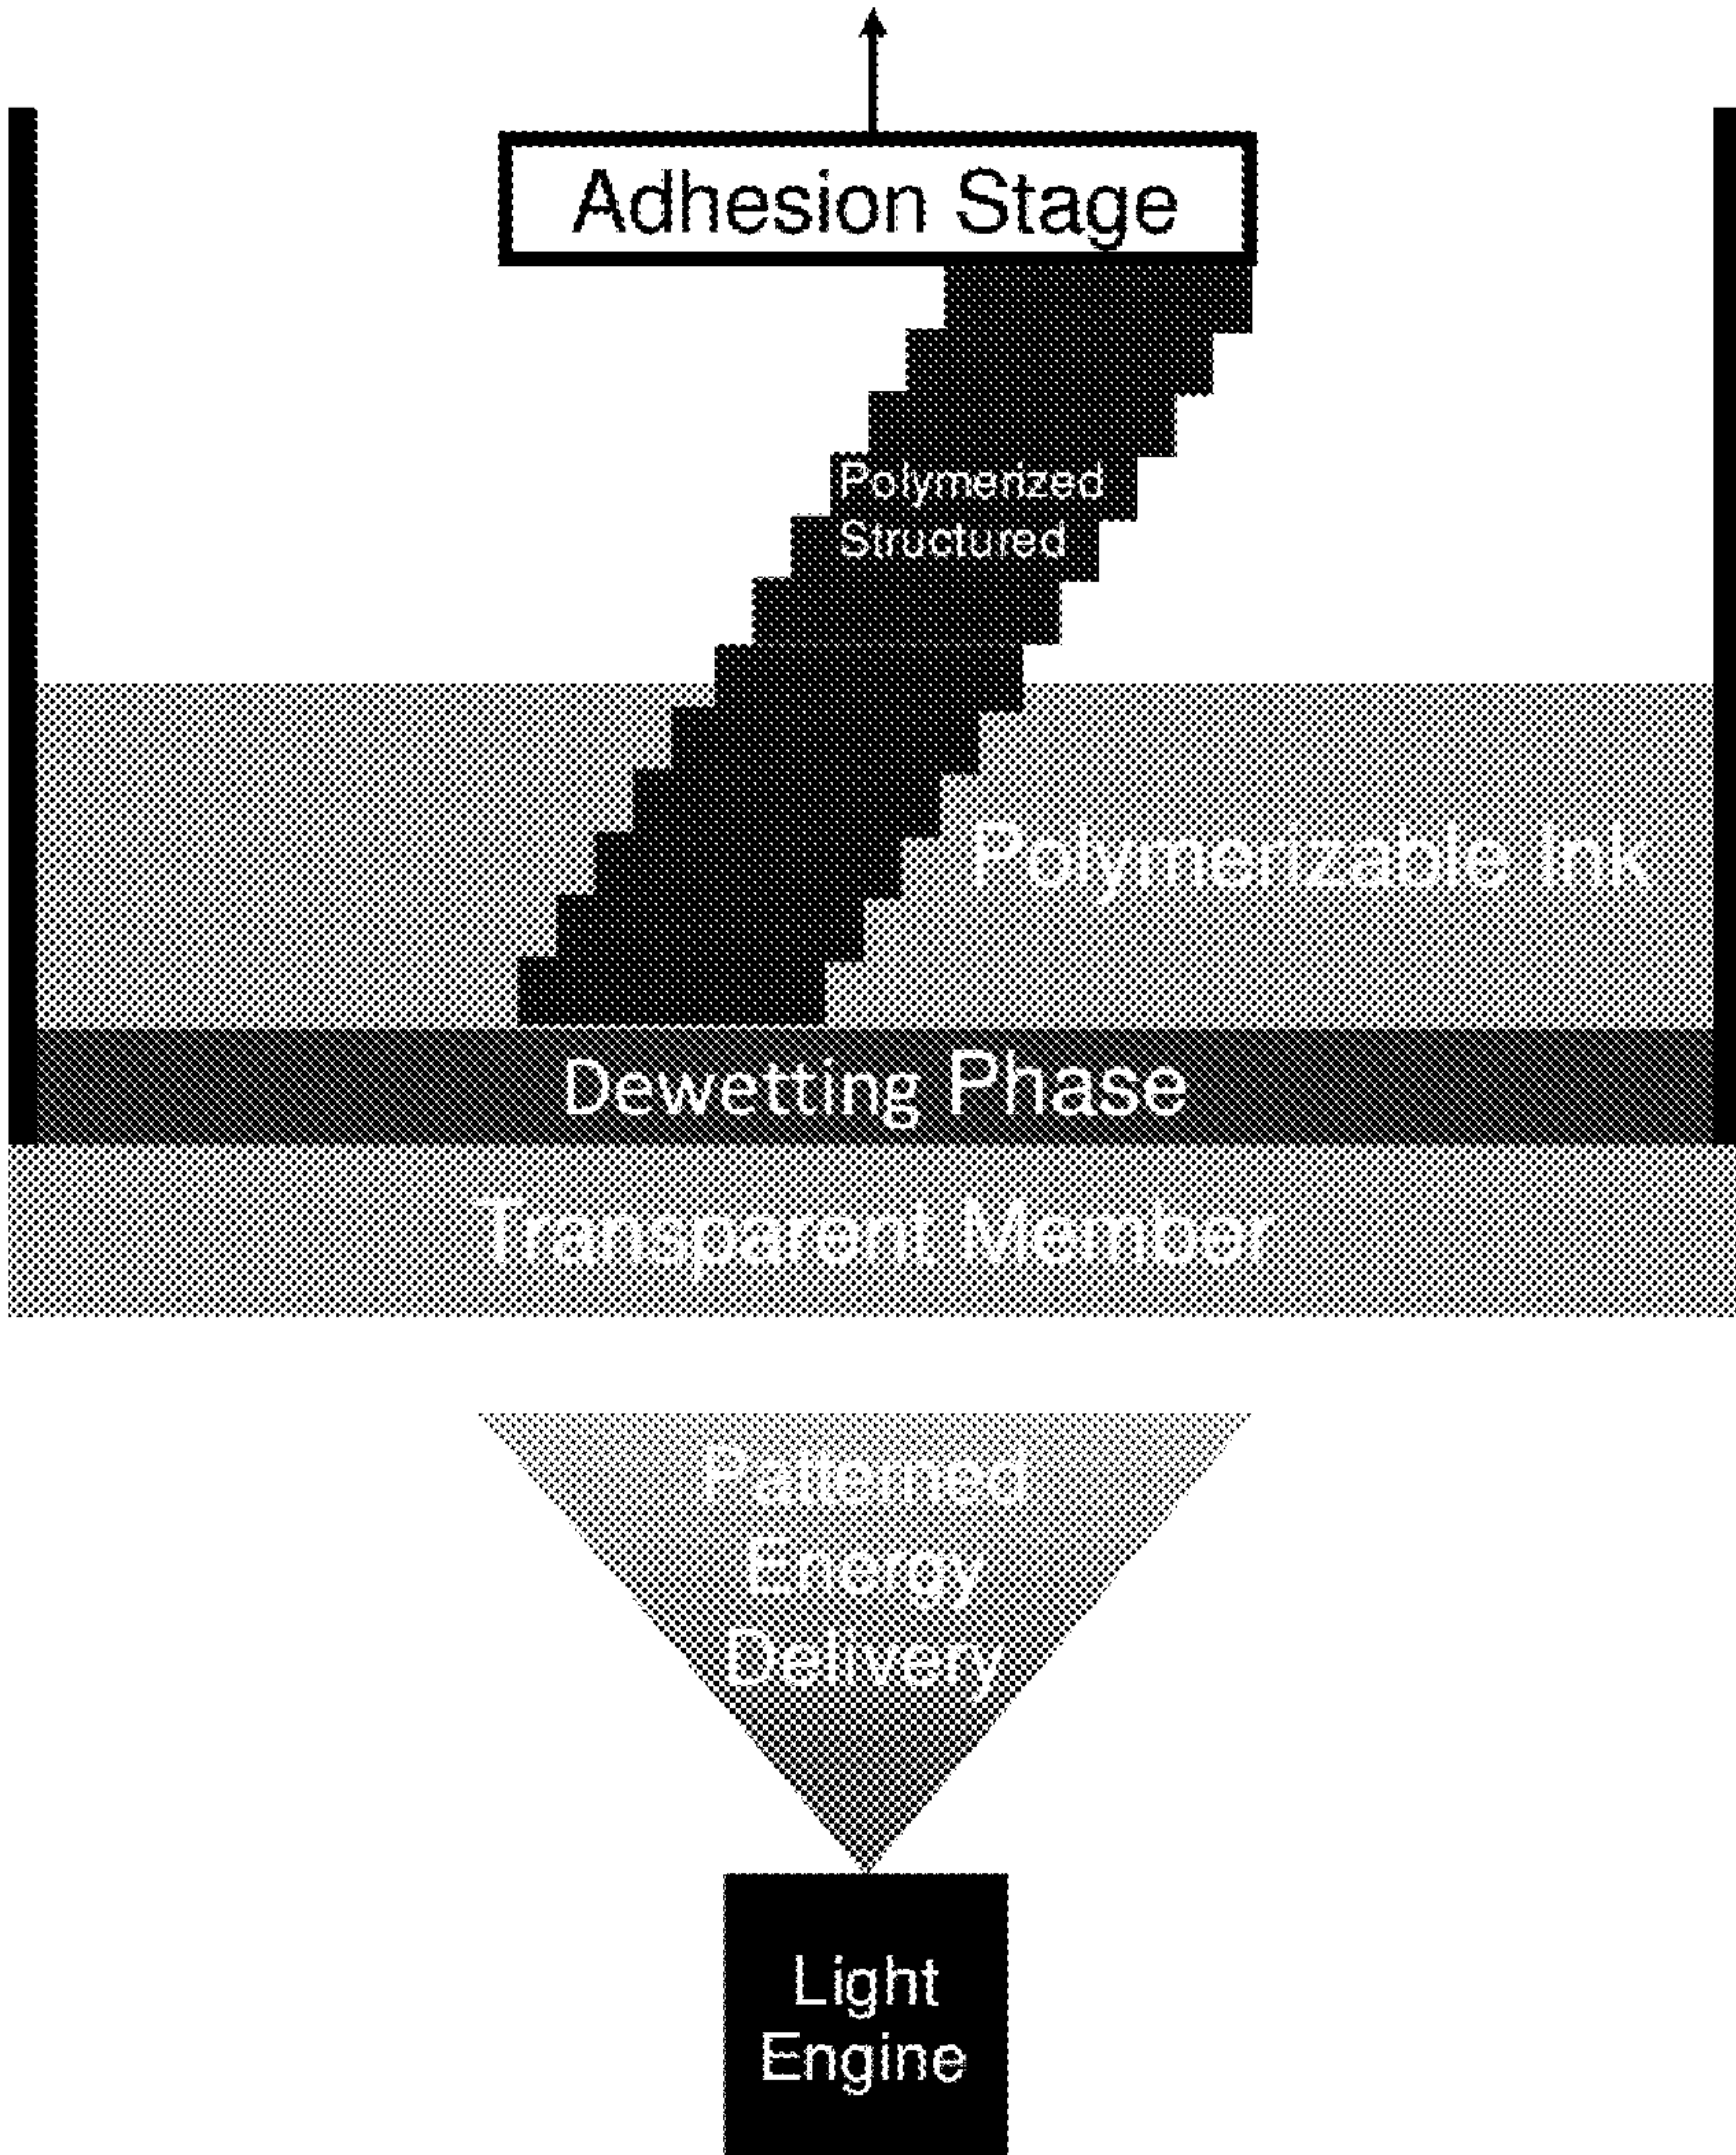 Adhesion Stage
Polymerized
Structured
Polymerizable Ink
Dewetting Phase
Transparent Member
Patterned
Energy
Delivery
Light
Engine